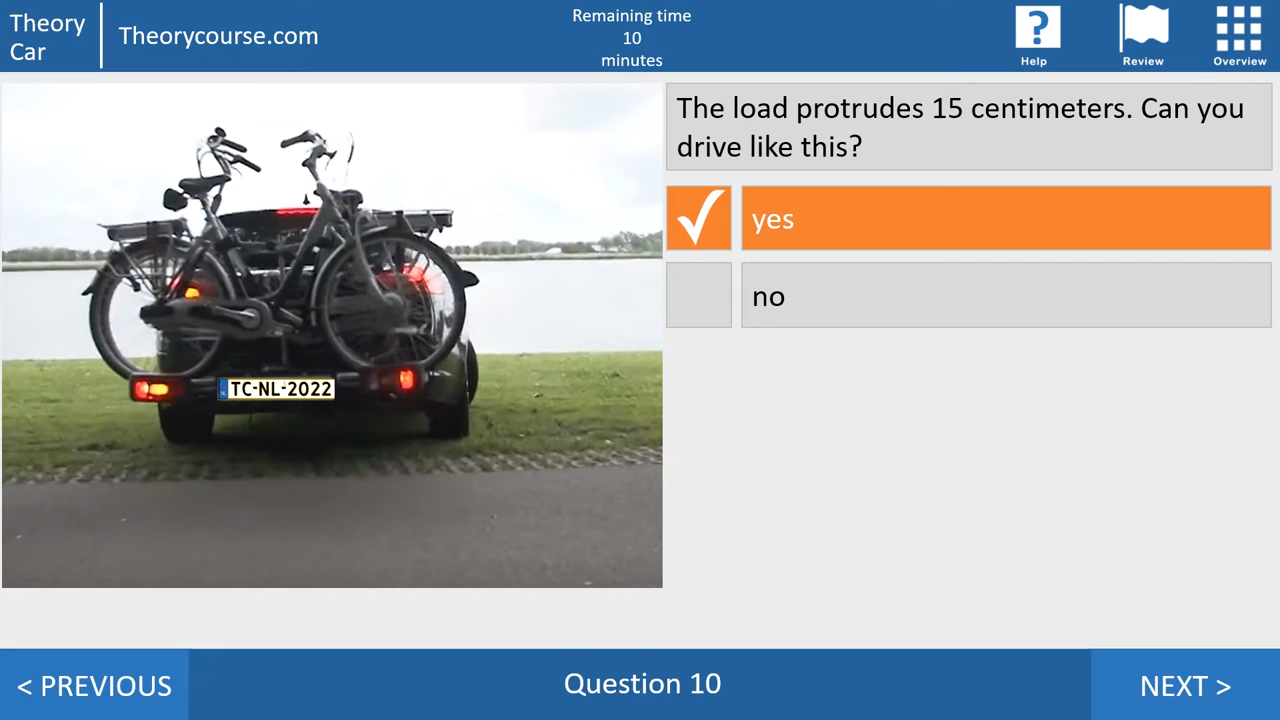 Theory
Car
Theorycourse.com
Remaining time
10
minutes
?
Help
Review
Overview
The load protrudes 15 centimeters. Can you
drive like this?
yes
no
TC-NL-2022
< PREVIOUS
Question 10
NEXT >